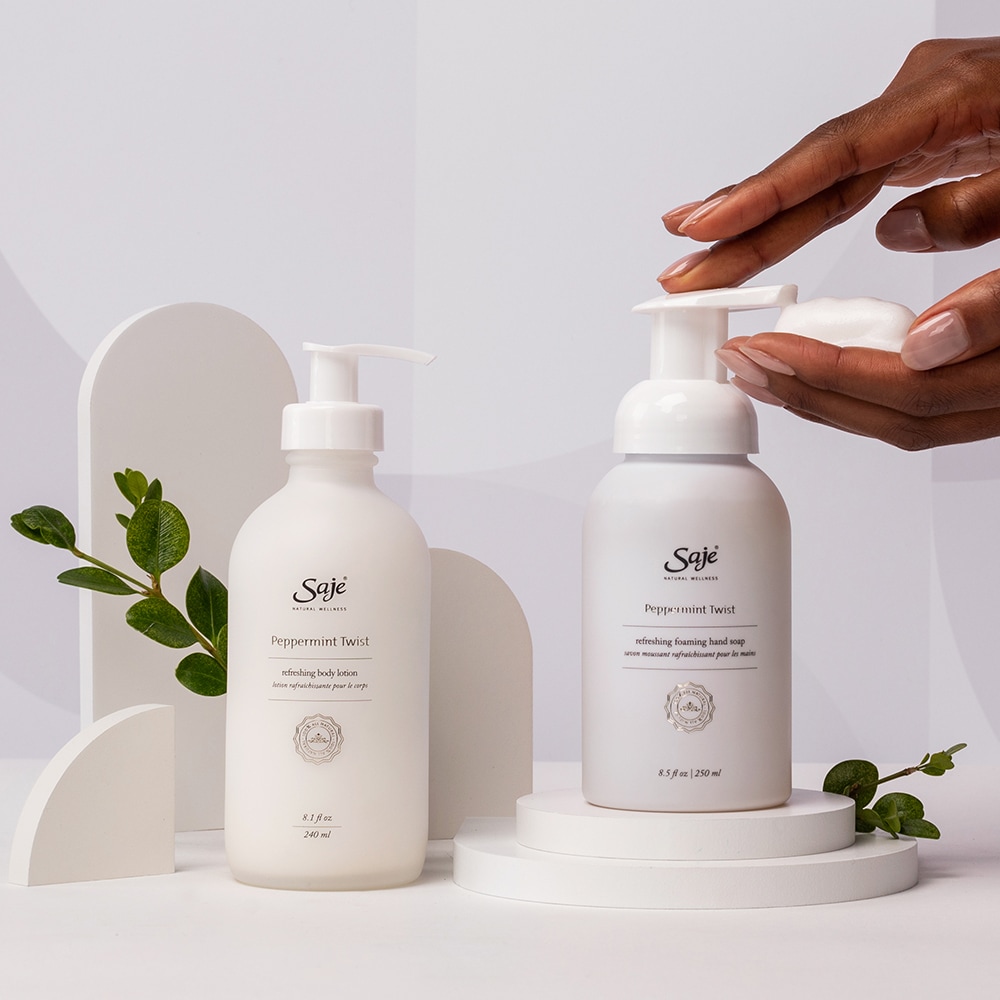 Saje®
NATURAL WELLNESS
Peppermint Twist
refreshing body lotion
lotion rafraîchissante pour le corps
8.1 fl oz
240 ml
Saje®
NATURAL WELLNESS
Peppermint Twist
refreshing foaming hand soap
savon moussant rafraîchissant pour les mains
8.5 fl oz | 250 ml